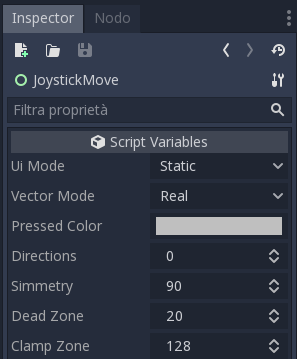 Inspector Nodo
JoystickMove
Filtra proprietà
Script Variables
Ui Mode Static
Vector Mode Real
Pressed Color
Directions 0
Simmetry 90
Dead Zone 20
Clamp Zone 128